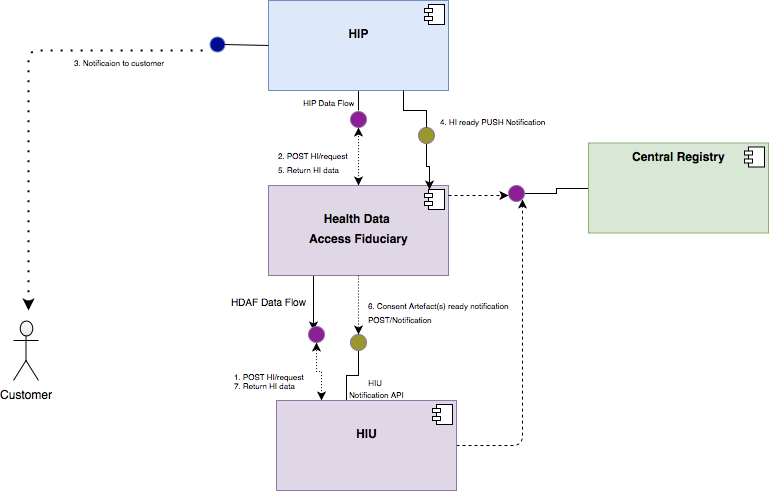 HIP
3. Notificaion to customer
HIP Data Flow
4. HI ready PUSH Notification
2. POST HI/request
5. Return HI data
Central Registry
Health Data
Access Fiduciary
HDAF Data Flow
6. Consent Artefact(s) ready notification
POST/Notification
1. POST HI/request
7. Return HI data
HIU
Notification API
Customer
HIU